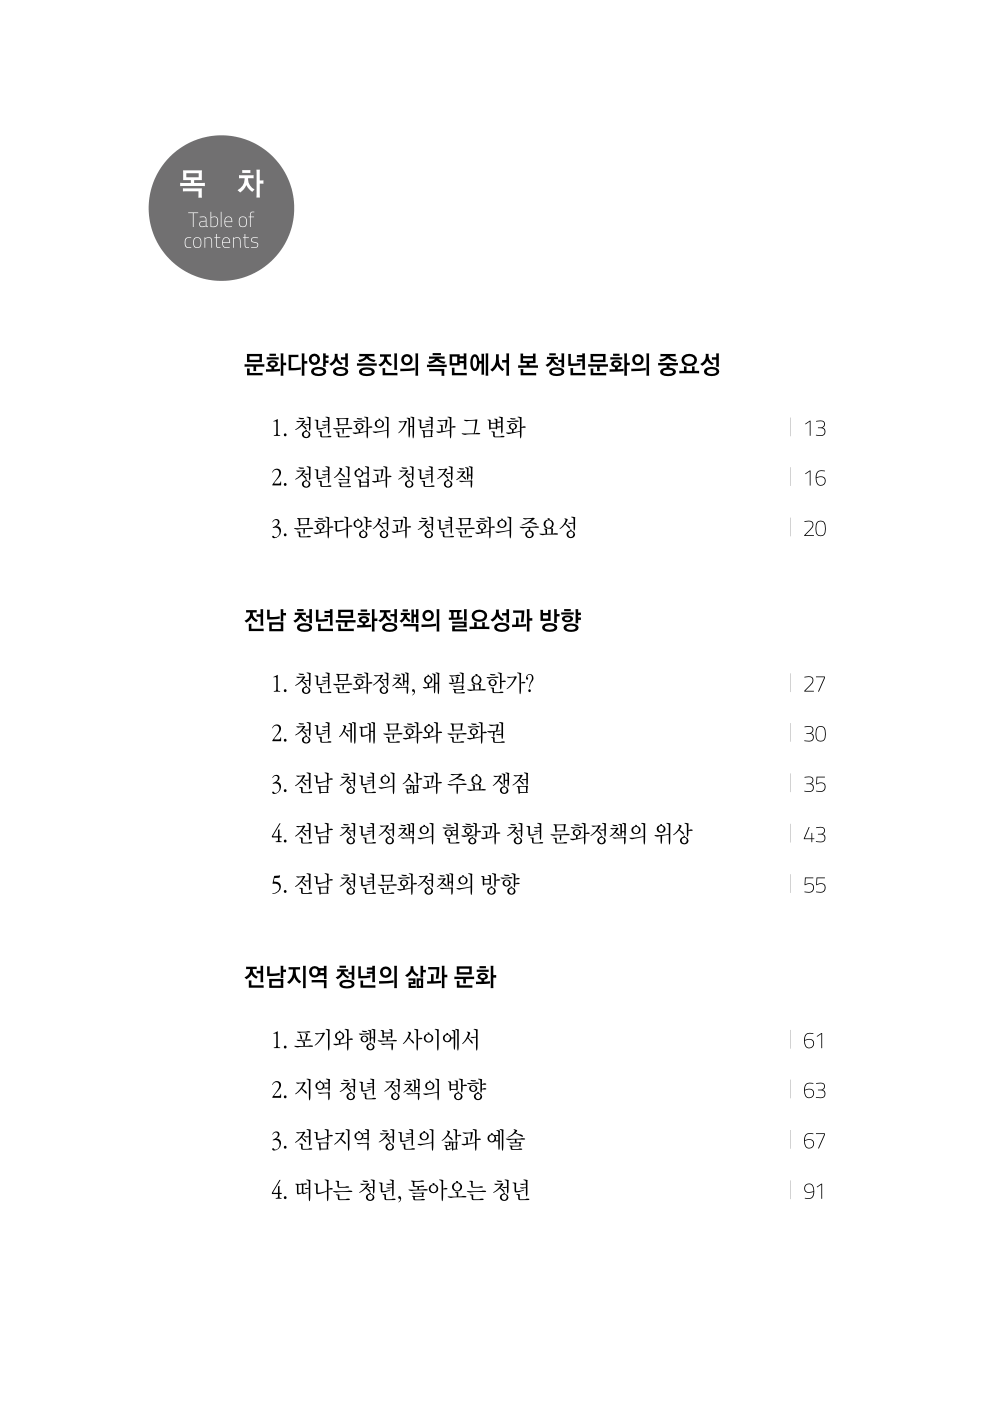 목 차
Table of
contents
문화다양성 증진의 측면에서 본 청년문화의 중요성
1. 청년문화의 개념과 그 변화 | 13
2. 청년실업과 청년정책 | 16
3. 문화다양성과 청년문화의 중요성 | 20
전남 청년문화정책의 필요성과 방향
1. 청년문화정책, 왜 필요한가? | 27
2. 청년 세대 문화와 문화권 | 30
3. 전남 청년의 삶과 주요 쟁점 | 35
4. 전남 청년정책의 현황과 청년 문화정책의 위상 | 43
5. 전남 청년문화정책의 방향 | 55
전남지역 청년의 삶과 문화
1. 포기와 행복 사이에서 | 61
2. 지역 청년 정책의 방향 | 63
3. 전남지역 청년의 삶과 예술 | 67
4. 떠나는 청년, 돌아오는 청년 | 91